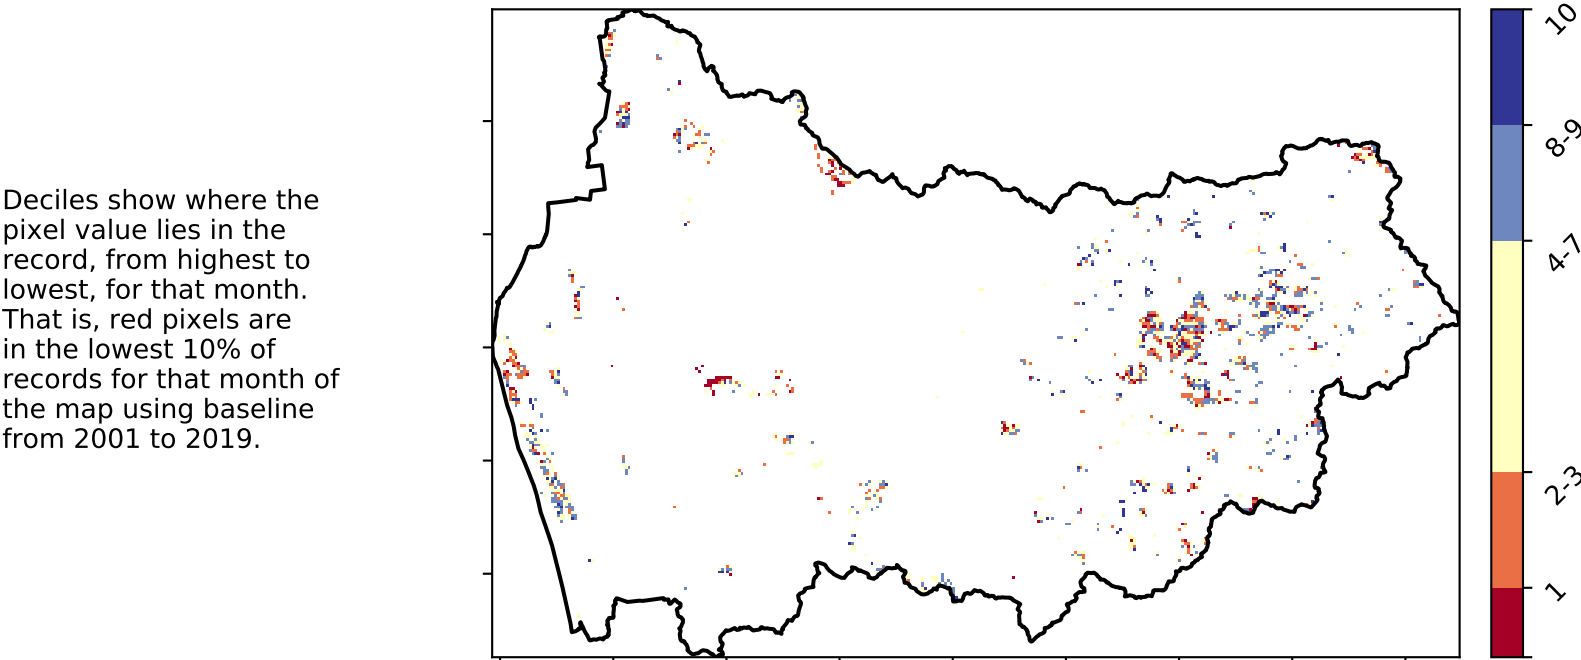 Deciles show where the
pixel value lies in the
record, from highest to
lowest, for that month.
That is, red pixels are
in the lowest 10% of
records for that month of
the map using baseline
from 2001 to 2019.
10
8-9
4-7
2-3
1